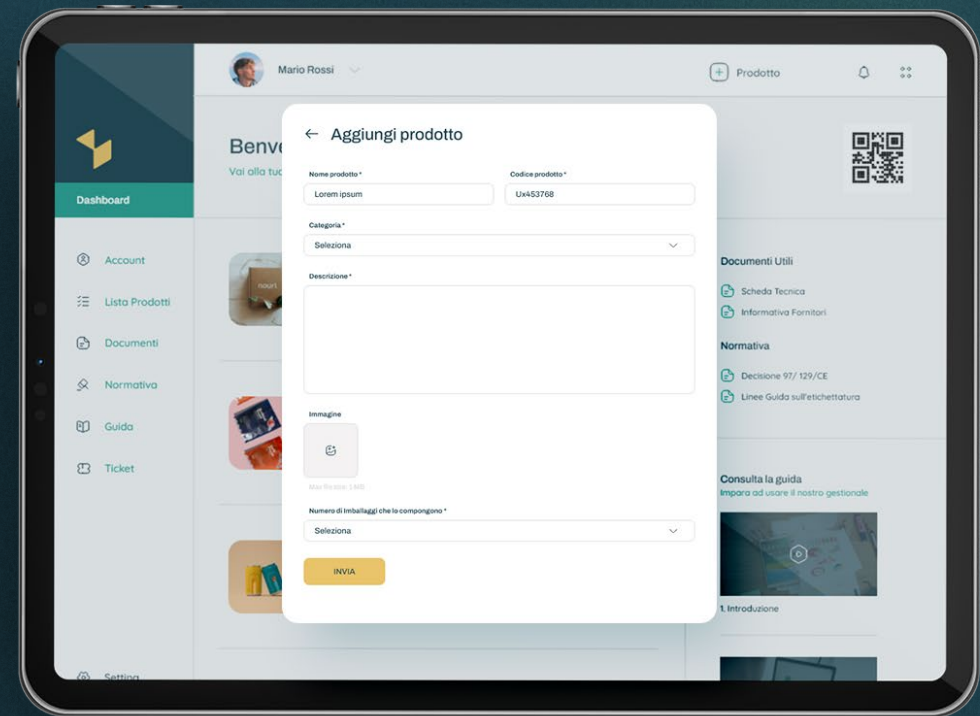 Mario Rossi
Prodotto
Dashboard
Account
Lista Prodotti
Documenti
Normativa
Guida
Ticket
Setting
Benve
Vai alla tuo
nouri
Aggiungi prodotto
Nome prodotto *
Codice prodotto *
Lorem ipsum
Ux453768
Categoria *
Seleziona
Descrizione *
Immagine
Numero di Imballaggi che lo compongono *
Seleziona
INVIA
Documenti Utili
Scheda Tecnica
Informativa Fornitori
Normativa
Decisione 97/ 129/CE
Linee Guida sull'etichettatura
Consulta la guida
Impara ad usare il nostro gestionale
1. Introduzione